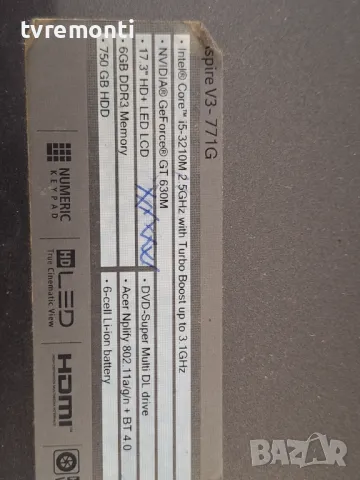 tvremonti
Aspire V3-771G
• Intel® Core™ i5-3210M 2.5GHz with Turbo Boost up to 3.1GHz
• NVIDIA® GeForce® GT 630M
• 17.3" HD+ LED LCD
• 6GB DDR3 Memory
• 750 GB HDD
• DVD-Super Multi DL drive
• Acer Nplify 802.11a/g/n + BT 4.0
• 6-cell Li-ion battery
NUMERIC
KEYPAD
HD LED
True Cinematic View
HDMI
BAZAR